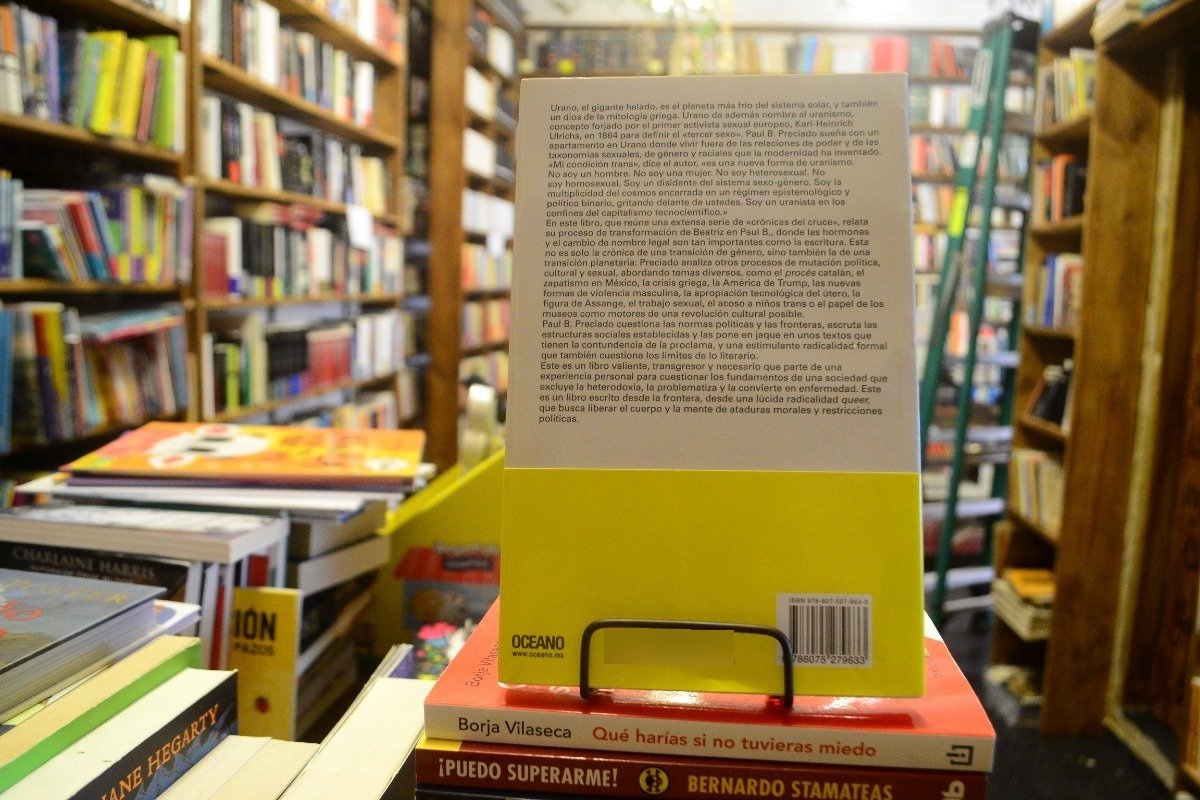 Urano, el gigante helado, es el planeta más frío del sistema solar, y también
un dios de la mitología griega. Urano da además nombre al uranismo,
concepto forjado por el primer activista sexual europeo, Karl-Heinrich
Ulrichs, en 1864 para definir el «tercer sexo». Paul B. Preciado sueña con un
apartamento en Urano donde vivir fuera de las relaciones de poder y de las
taxonomías sexuales, de género y raciales que la modernidad ha inventado.
«Mi condición trans», dice el autor, «es una nueva forma de uranismo.
No soy un hombre. No soy una mujer. No soy heterosexual. No
soy homosexual. Soy un disidente del sistema sexo-género. Soy la
multiplicidad del cosmos encerrada en un régimen epistemológico y
político binario, gritando delante de ustedes. Soy un uranista en los
confines del capitalismo tecnocientífico.»
En este libro, que reúne una extensa serie de «crónicas del cruce», relata
su proceso de transformación de Beatriz en Paul B., donde las hormonas
y el cambio de nombre legal son tan importantes como la escritura. Esta
no es solo la crónica de una transición de género, sino también la de una
transición planetaria: Preciado analiza otros procesos de mutación política,
cultural y sexual, abordando temas diversos, como el procés catalán, el
zapatismo en México, la crisis griega, la América de Trump, las nuevas
formas de violencia masculina, la apropiación tecnológica del útero, la
figura de Assange, el trabajo sexual, el acoso a niños trans o el papel de los
museos como motores de una revolución cultural posible.
Paul B. Preciado cuestiona las normas políticas y las fronteras, escruta las
estructuras sociales establecidas y las pone en jaque en unos textos que
tienen la contundencia de la proclama, y una estimulante radicalidad formal
que también cuestiona los límites de lo literario.
Este es un libro valiente, transgresor y necesario que parte de una
experiencia personal para cuestionar los fundamentos de una sociedad que
excluye la heterodoxia, la problematiza y la convierte en enfermedad. Este
es un libro escrito desde la frontera, desde una lúcida radicalidad queer,
que busca liberar el cuerpo y la mente de ataduras morales y restricciones
políticas.
ISBN 978-607-527-963-3
9786075279633
OCEANO
www.oceano.mx
Borja Vilaseca Qué harías si no tuvieras miedo
¡PUEDO SUPERARME! BERNARDO STAMATEAS
CHARLAINE HARRIS
IÓN
PAZOS
ANE HEGARTY